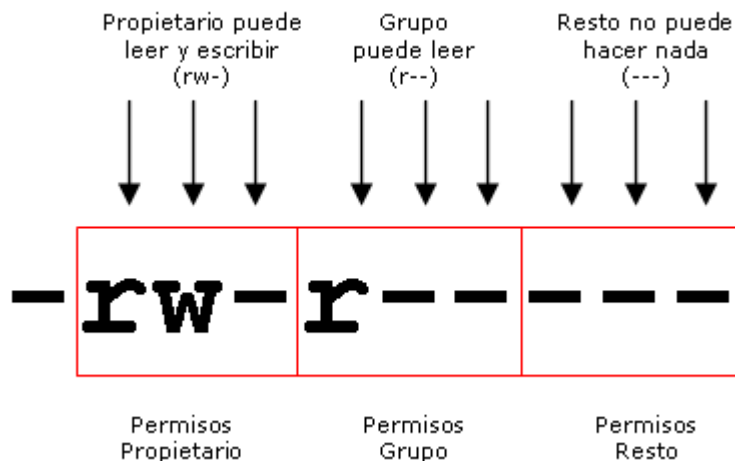 Propietario puede
leer y escribir
(rw-)
Grupo
puede leer
(r--)
Resto no puede
hacer nada
(---)
-rw-r-----
Permisos
Propietario
Permisos
Grupo
Permisos
Resto